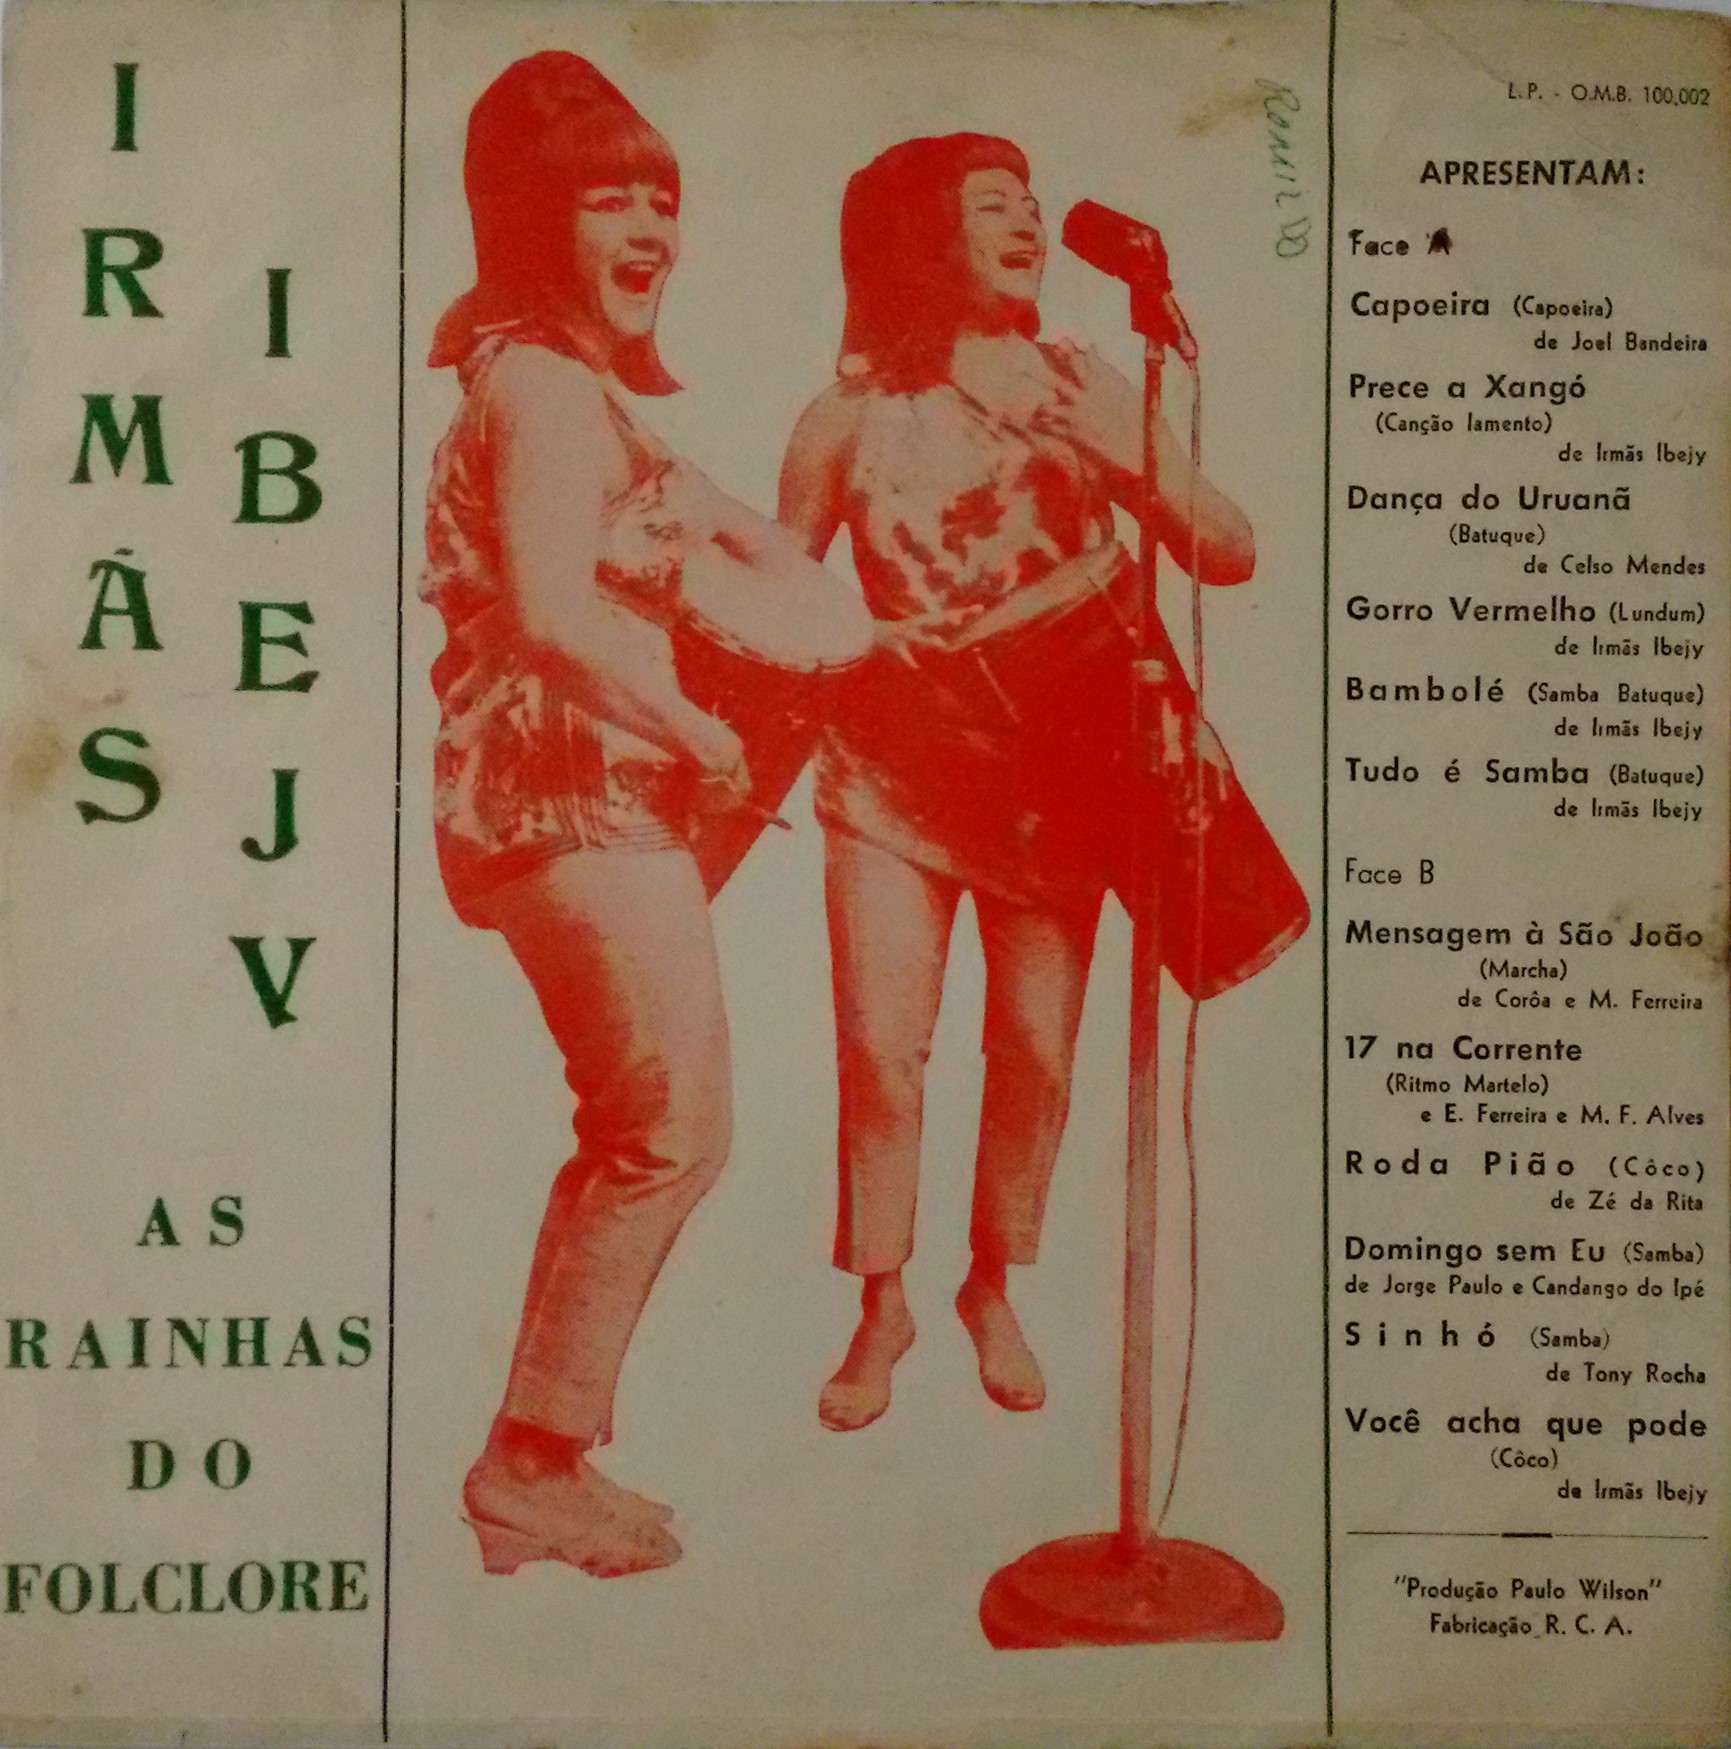 IRMÃS
IBEJY
AS
RAINHAS
DO
FOLCLORE
L.P. - O.M.B. 100.002
APRESENTAM:
Face A
Capoeira (Capoeira)
de Joel Bandeira
Prece a Xangó
(Canção lamento)
de Irmãs Ibejy
Dança do Uruanã
(Batuque)
de Celso Mendes
Gorro Vermelho (Lundum)
de Irmãs Ibejy
Bambolé (Samba Batuque)
de Irmãs Ibejy
Tudo é Samba (Batuque)
de Irmãs Ibejy
Face B
Mensagem à São João
(Marcha)
de Corôa e M. Ferreira
17 na Corrente
(Ritmo Martelo)
e E. Ferreira e M. F. Alves
Roda Pião (Côco)
de Zé da Rita
Domingo sem Eu (Samba)
de Jorge Paulo e Candango do Ipé
Sinhó (Samba)
de Tony Rocha
Você acha que pode
(Côco)
de Irmãs Ibejy
"Produção Paulo Wilson"
Fabricação R. C. A.